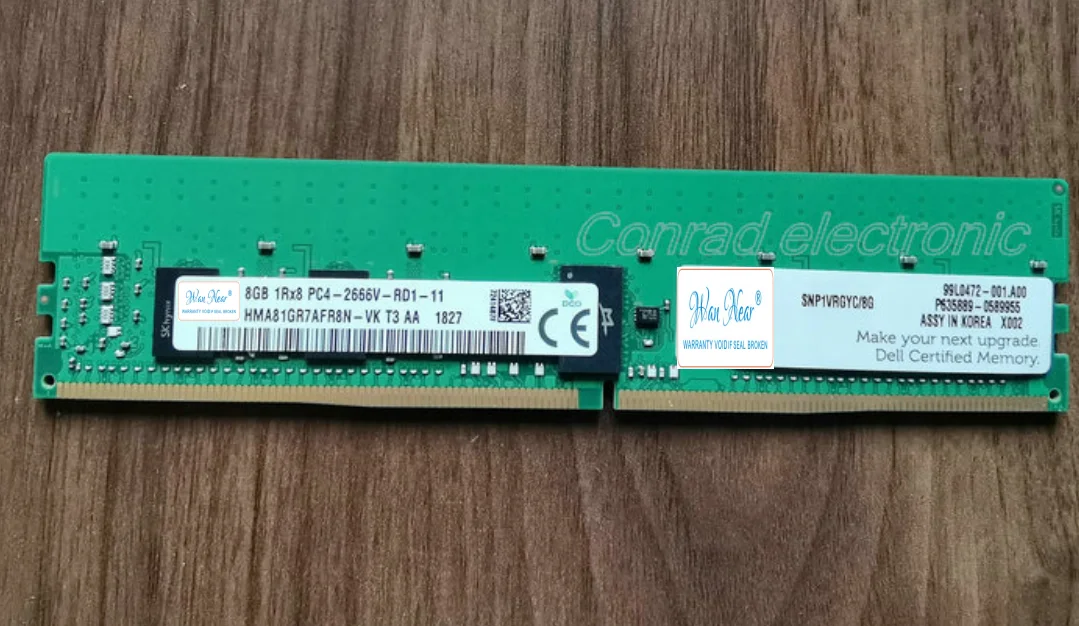 Conrad electronic
SK hynix
Wan Near®
WARRANTY VOID IF SEAL BROKEN
8GB 1Rx8 PC4-2666V-RD1-11
HMA81GR7AFR8N-VK T3 AA 1827
Wan Near®
WARRANTY VOID IF SEAL BROKEN
SNP1VRGYC/8G
99L0472-001.A00
P635889-0589955
ASSY IN KOREA X002
Make your next upgrade
Dell Certified Memory.